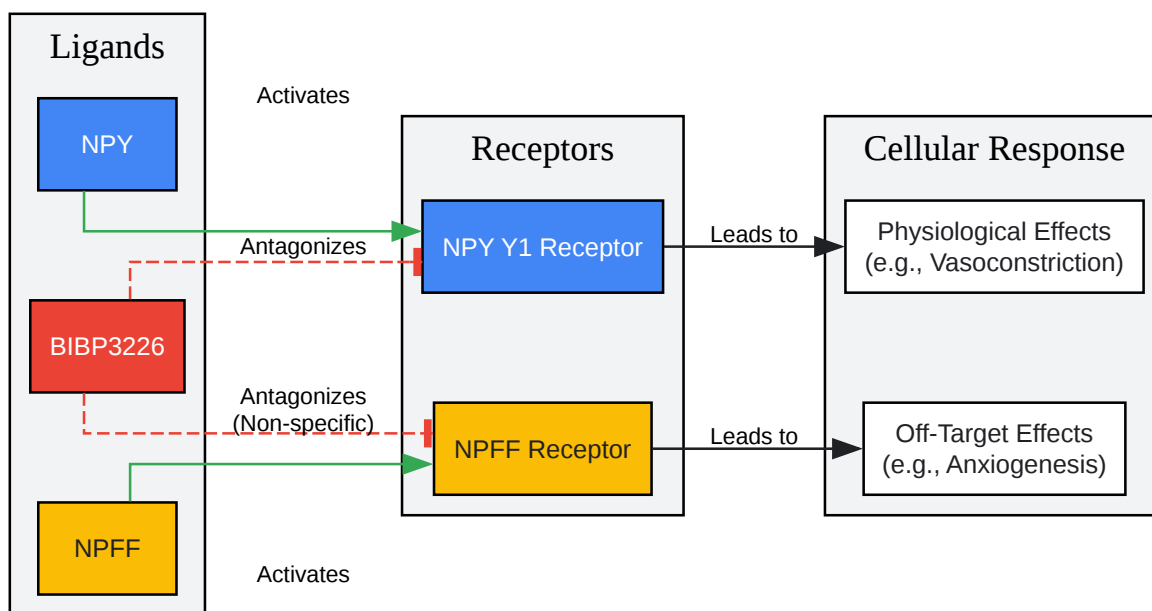 Ligands
NPY
BIBP3226
NPFF
Activates
Antagonizes
Antagonizes
(Non-specific)
Activates
Receptors
NPY Y1 Receptor
NPFF Receptor
Leads to
Leads to
Cellular Response
Physiological Effects
(e.g., Vasoconstriction)
Off-Target Effects
(e.g., Anxiogenesis)